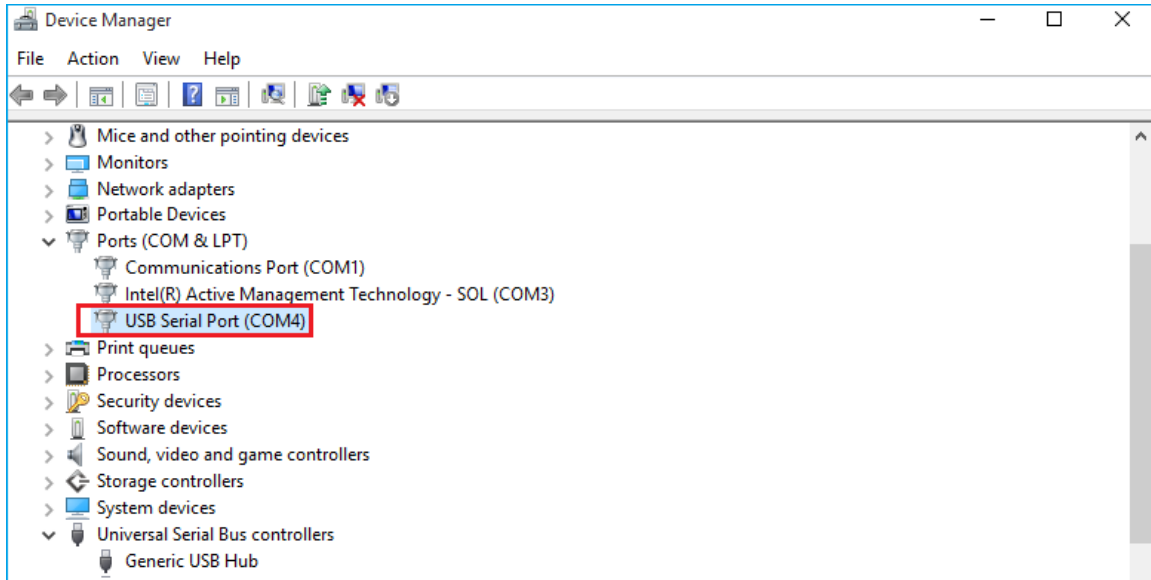 Device Manager
File Action View Help
Mice and other pointing devices
Monitors
Network adapters
Portable Devices
Ports (COM & LPT)
Communications Port (COM1)
Intel(R) Active Management Technology - SOL (COM3)
USB Serial Port (COM4)
Print queues
Processors
Security devices
Software devices
Sound, video and game controllers
Storage controllers
System devices
Universal Serial Bus controllers
Generic USB Hub